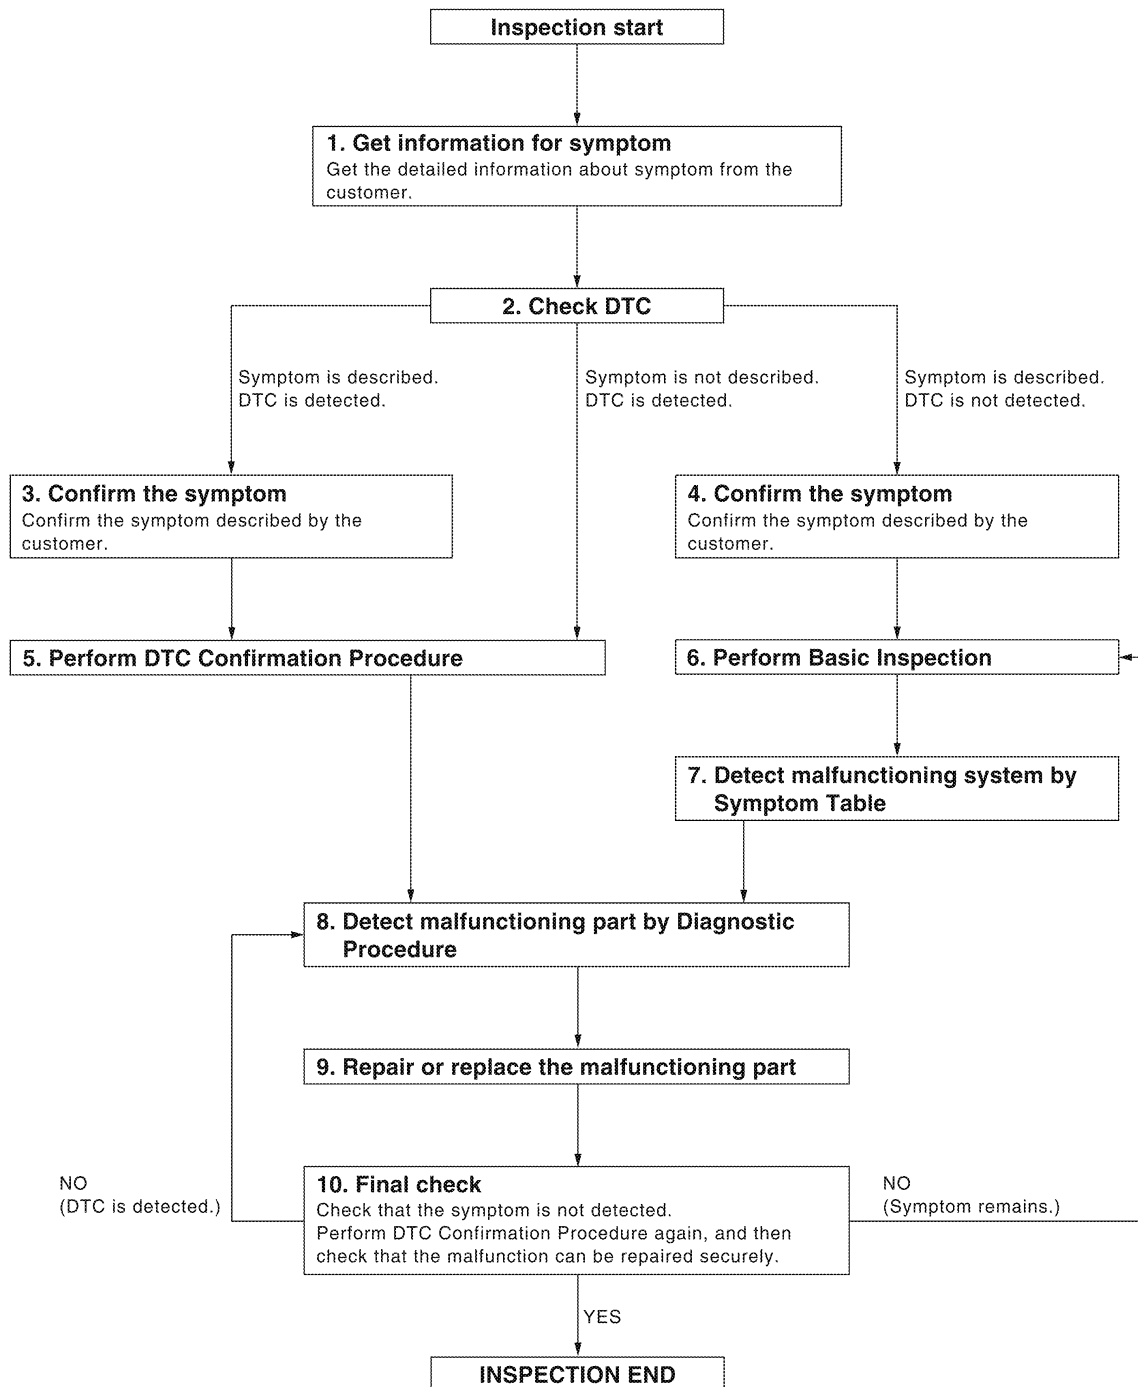 Inspection start
1. Get information for symptom
Get the detailed information about symptom from the
customer.
2. Check DTC
Symptom is described.
DTC is detected.
Symptom is not described.
DTC is detected.
Symptom is described.
DTC is not detected.
3. Confirm the symptom
Confirm the symptom described by the
customer.
4. Confirm the symptom
Confirm the symptom described by the
customer.
5. Perform DTC Confirmation Procedure
6. Perform Basic Inspection
7. Detect malfunctioning system by
Symptom Table
8. Detect malfunctioning part by Diagnostic
Procedure
9. Repair or replace the malfunctioning part
NO
(DTC is detected.)
10. Final check
Check that the symptom is not detected.
Perform DTC Confirmation Procedure again, and then
check that the malfunction can be repaired securely.
NO
(Symptom remains.)
YES
INSPECTION END